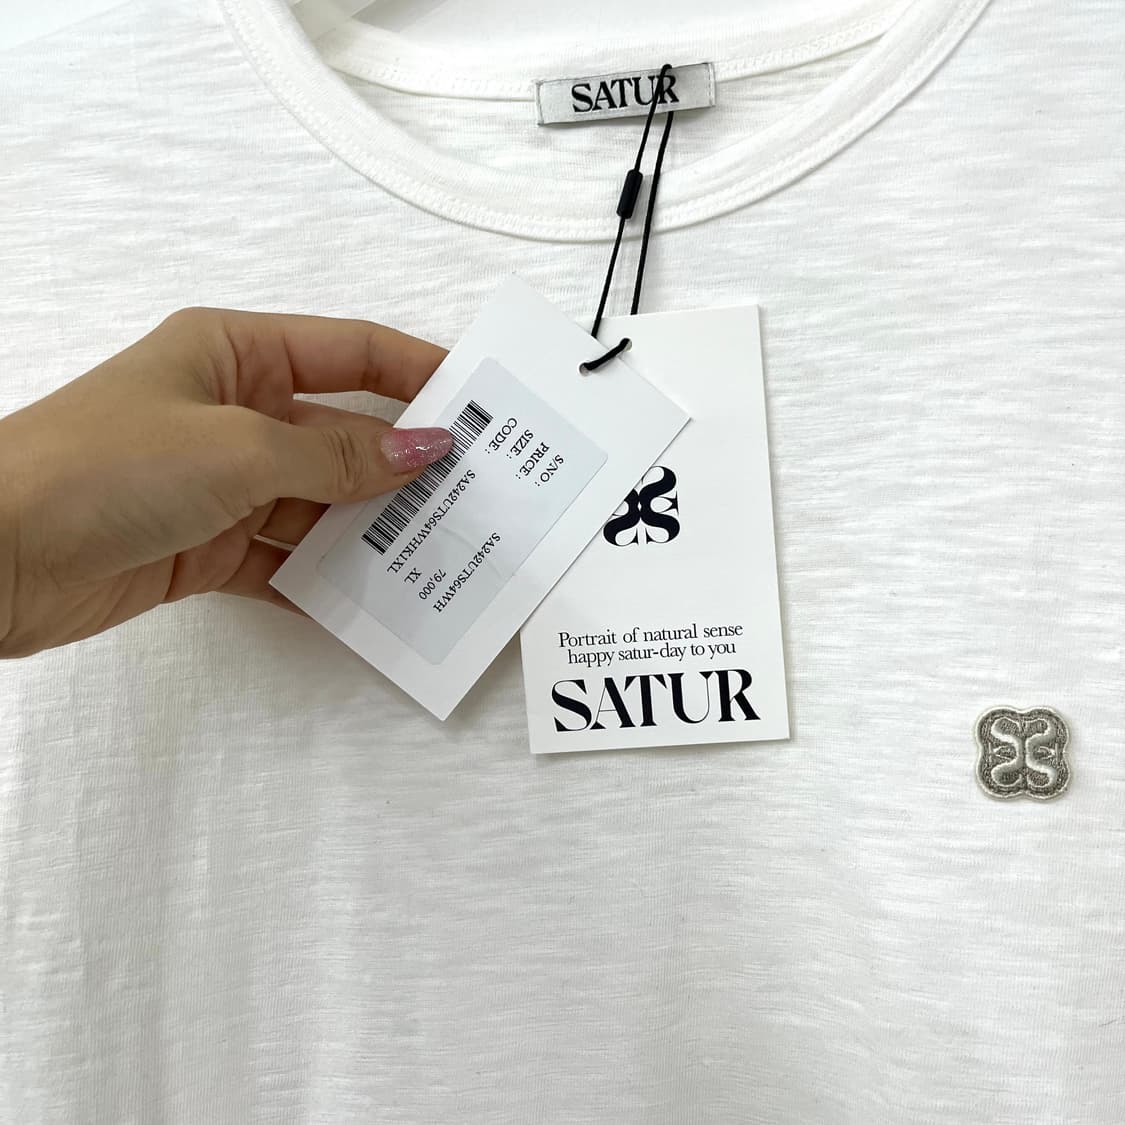 SATUR
S/NO : SA242UTS64WH
PRICE : 79,000
SIZE : XL
CODE : SA242UTS64WHK1XL
Portrait of natural sense
happy satur-day to you
SATUR